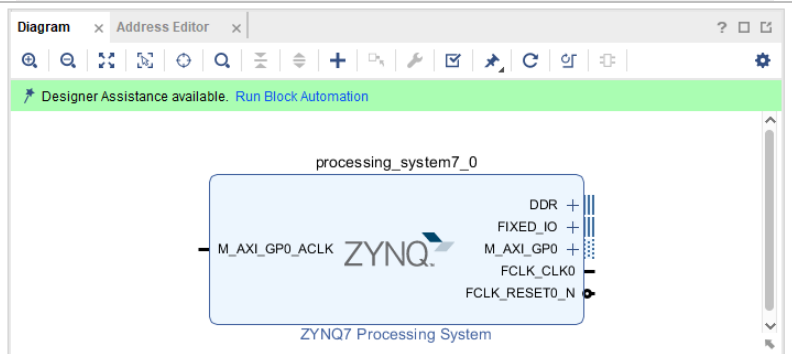 Diagram × Address Editor × ?
Designer Assistance available. Run Block Automation
processing_system7_0
DDR
FIXED_IO
M_AXI_GP0_ACLK ZYNQ. M_AXI_GP0
FCLK_CLK0
FCLK_RESET0_N
ZYNQ7 Processing System